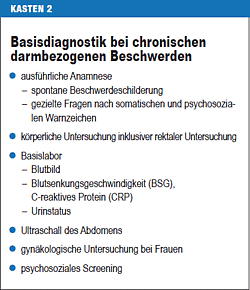 KASTEN 2
Basisdiagnostik bei chronischen
darmbezogenen Beschwerden
● ausführliche Anamnese
– spontane Beschwerdeschilderung
– gezielte Fragen nach somatischen und psychosozia-
len Warnzeichen
● körperliche Untersuchung inklusiver rektaler Untersuchung
● Basislabor
– Blutbild
– Blutsenkungsgeschwindigkeit (BSG),
C-reaktives Protein (CRP)
– Urinstatus
● Ultraschall des Abdomens
● gynäkologische Untersuchung bei Frauen
● psychosoziales Screening